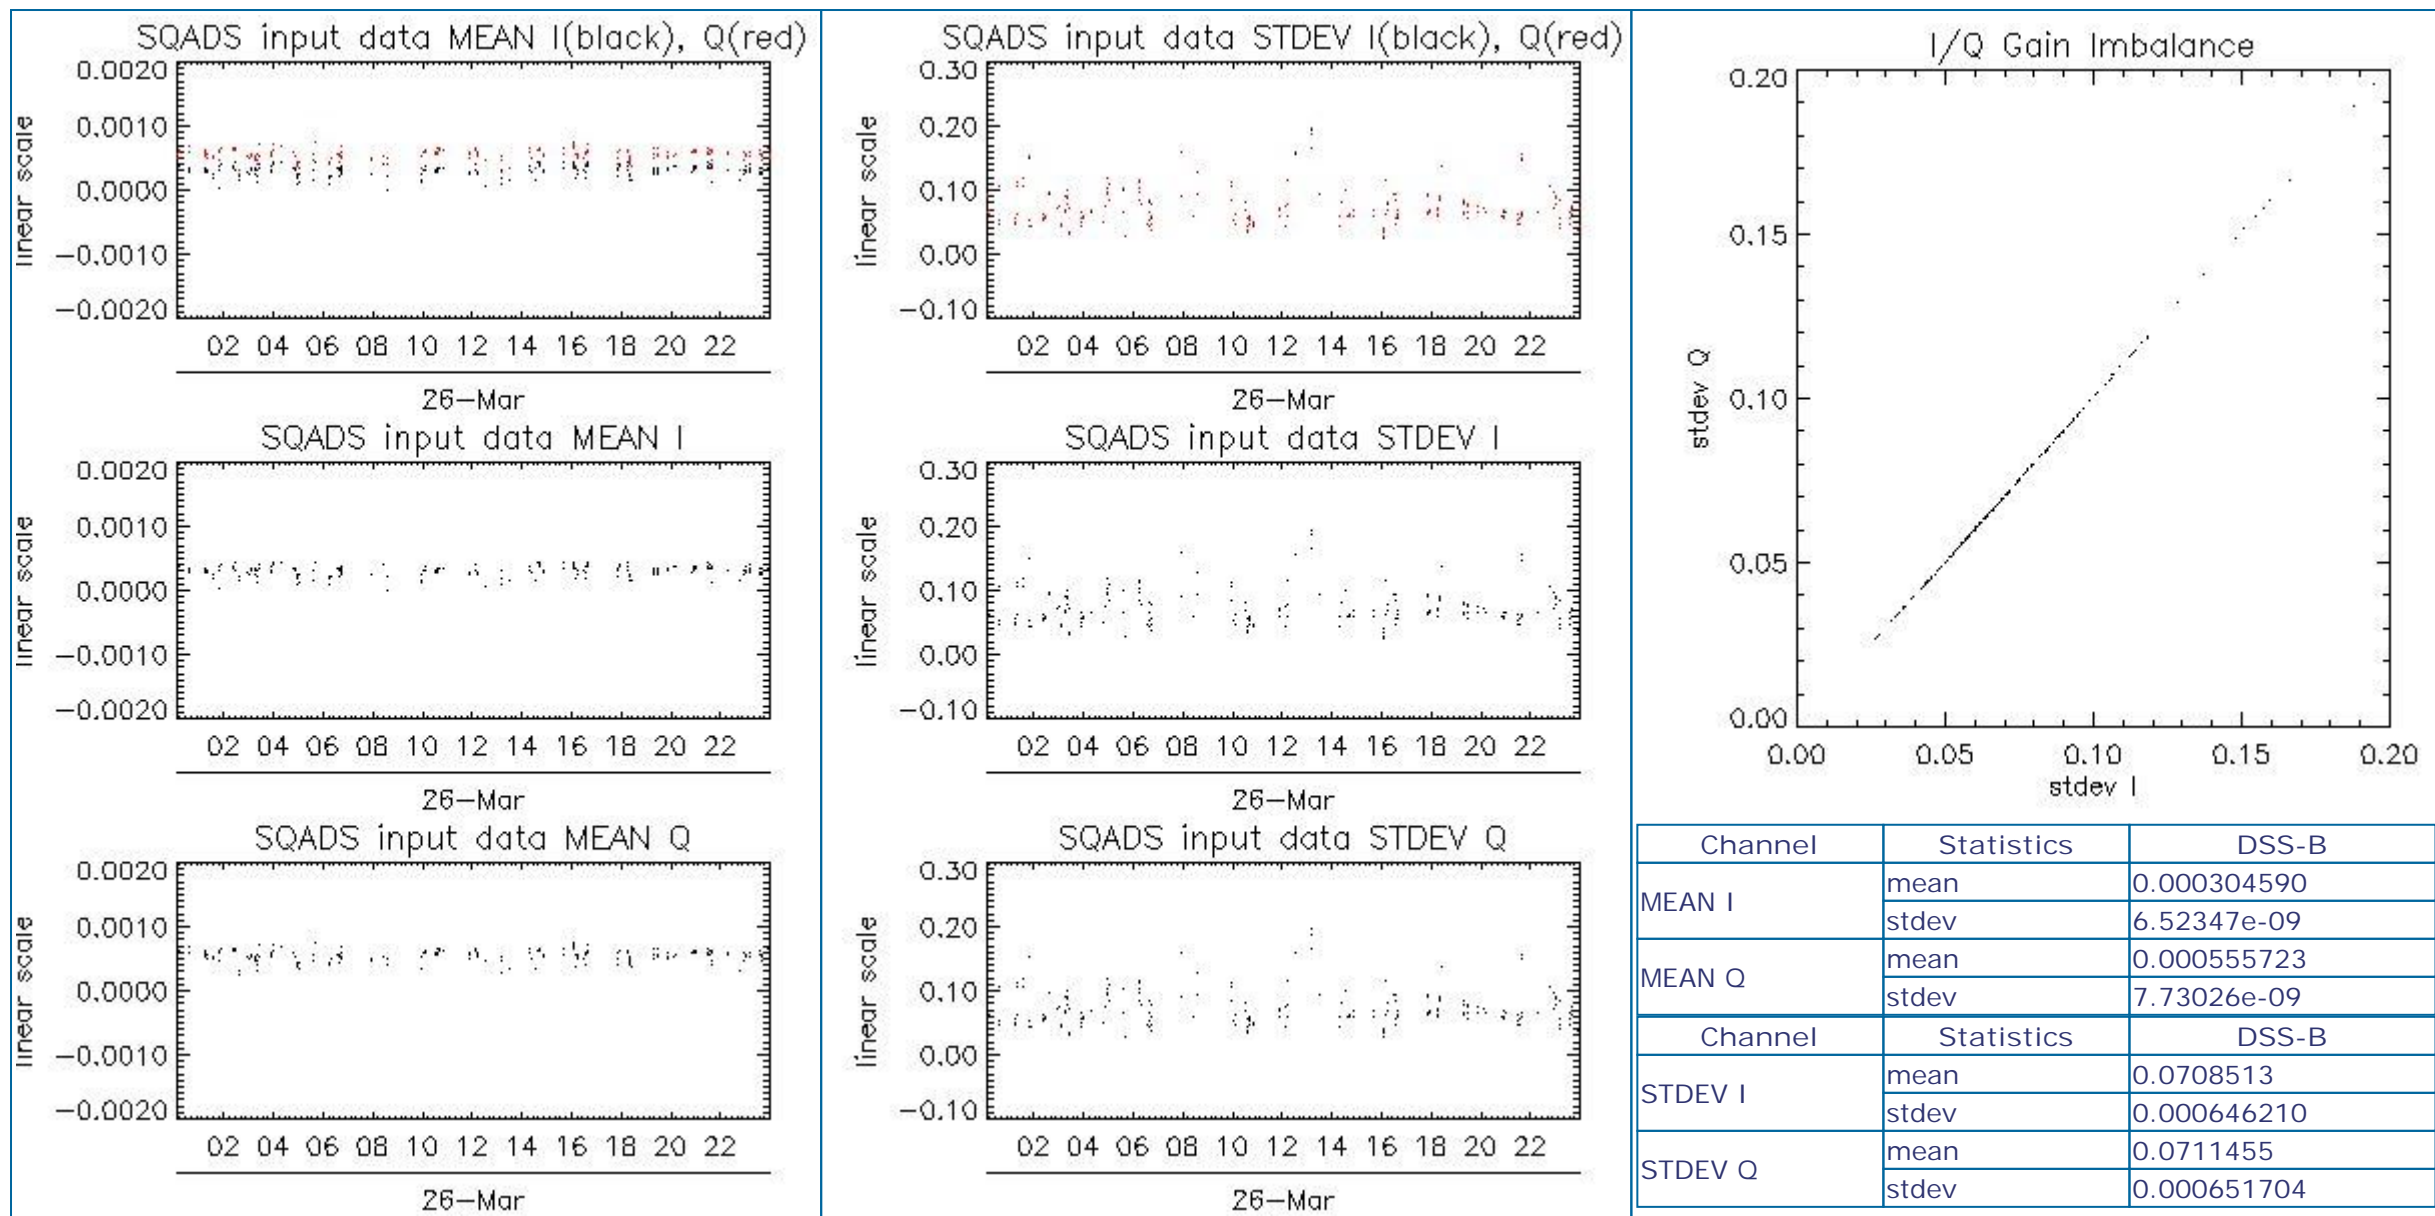 SQADS input data MEAN I(black), Q(red)
0.0020
0.0010
0.0000
-0.0010
-0.0020
linear scale
02 04 06 08 10 12 14 16 18 20 22
26-Mar
SQADS input data MEAN I
0.0020
0.0010
0.0000
-0.0010
-0.0020
linear scale
02 04 06 08 10 12 14 16 18 20 22
26-Mar
SQADS input data MEAN Q
0.0020
0.0010
0.0000
-0.0010
-0.0020
linear scale
02 04 06 08 10 12 14 16 18 20 22
26-Mar
SQADS input data STDEV I(black), Q(red)
0.30
0.20
0.10
0.00
-0.10
linear scale
02 04 06 08 10 12 14 16 18 20 22
26-Mar
SQADS input data STDEV I
0.30
0.20
0.10
0.00
-0.10
linear scale
02 04 06 08 10 12 14 16 18 20 22
26-Mar
SQADS input data STDEV Q
0.30
0.20
0.10
0.00
-0.10
linear scale
02 04 06 08 10 12 14 16 18 20 22
26-Mar
I/Q Gain Imbalance
0.20
0.15
0.10
0.05
0.00
stdev Q
0.00 0.05 0.10 0.15 0.20
stdev I
Channel Statistics DSS-B
MEAN I mean 0.000304590
stdev 6.52347e-09
MEAN Q mean 0.000555723
stdev 7.73026e-09
Channel Statistics DSS-B
STDEV I mean 0.0708513
stdev 0.000646210
STDEV Q mean 0.0711455
stdev 0.000651704